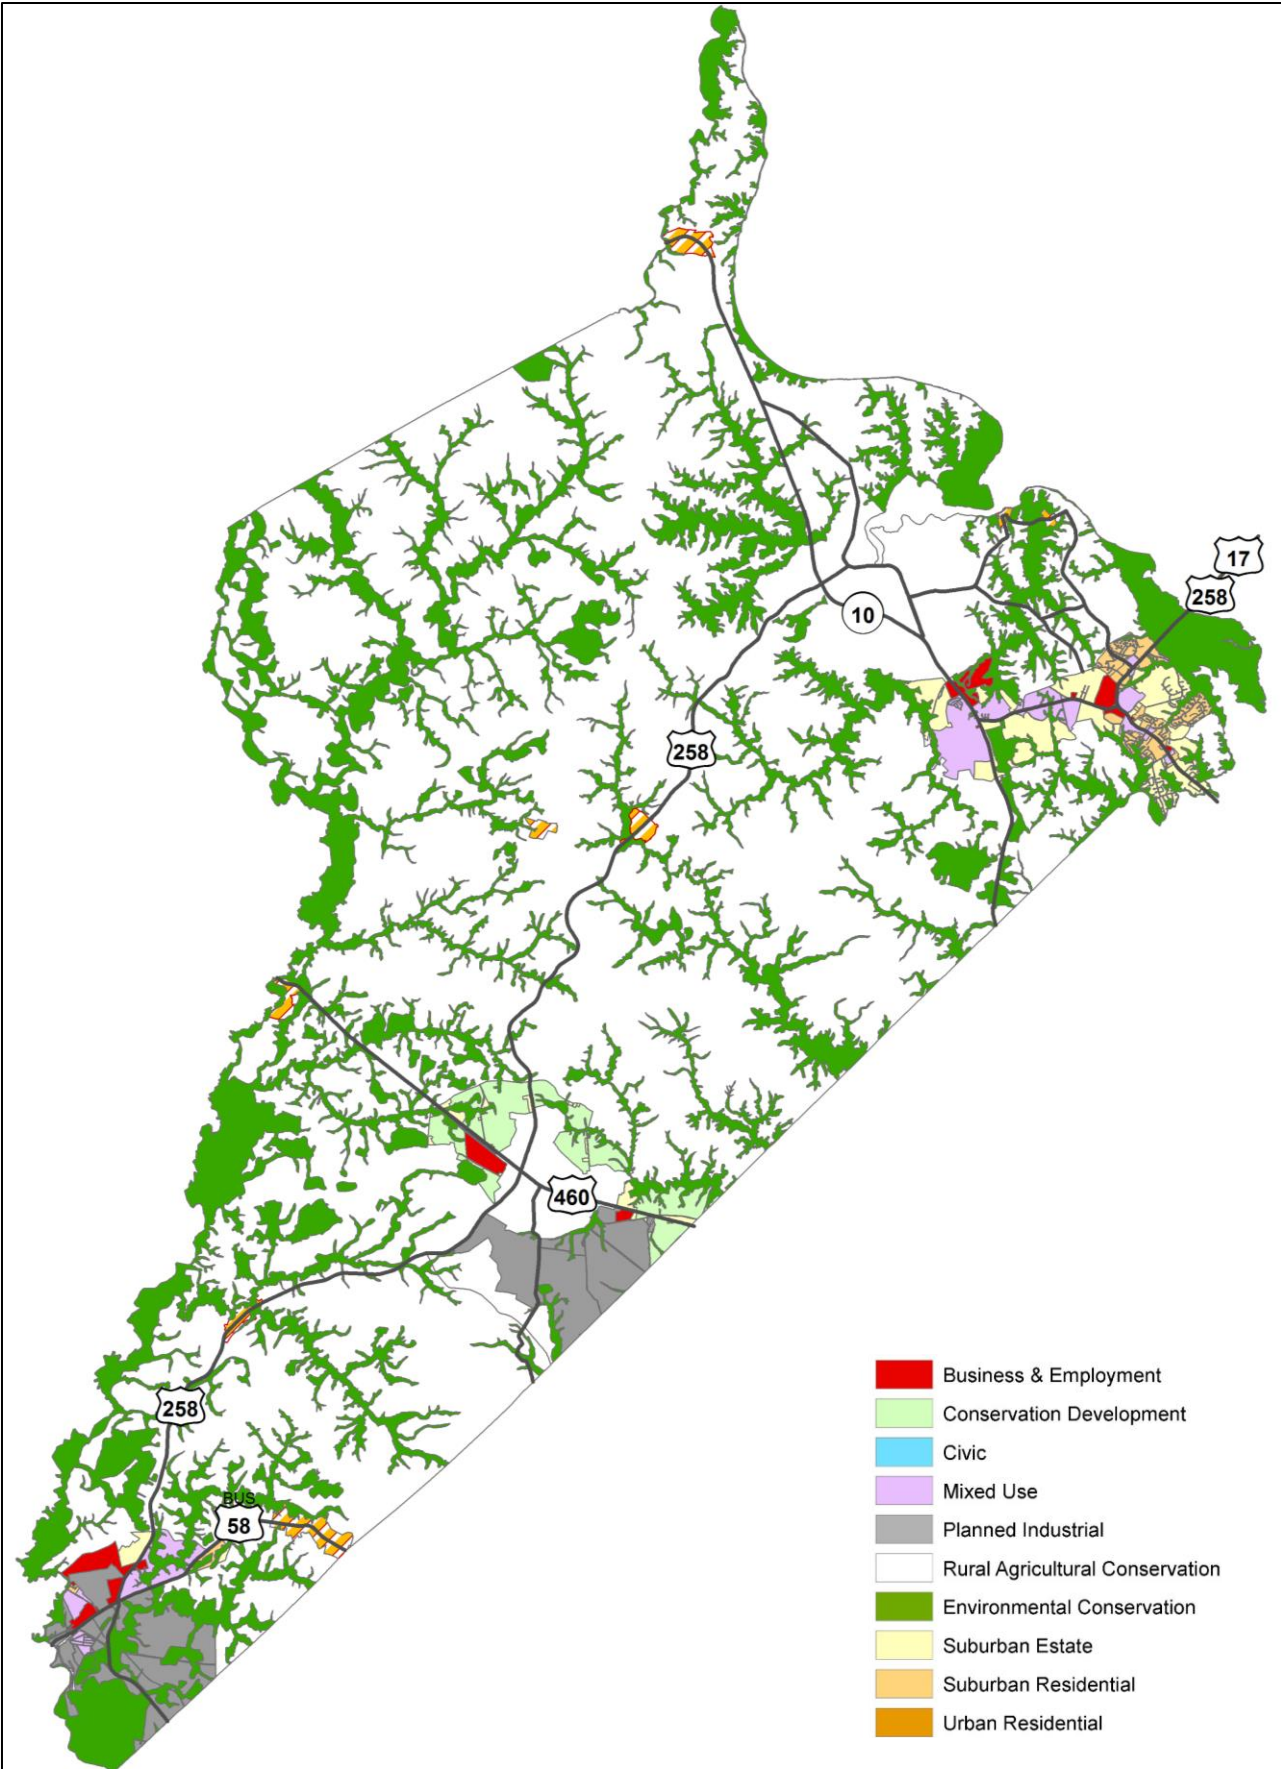 17
258
10
258
460
258
BUS
58
Business & Employment
Conservation Development
Civic
Mixed Use
Planned Industrial
Rural Agricultural Conservation
Environmental Conservation
Suburban Estate
Suburban Residential
Urban Residential